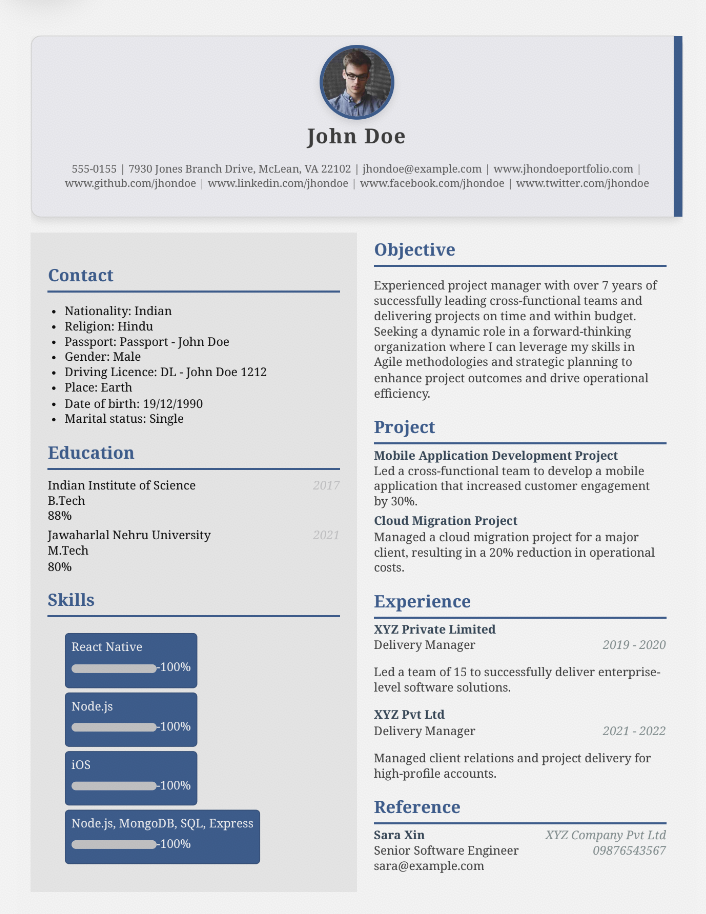 John Doe
555-0155 | 7930 Jones Branch Drive, McLean, VA 22102 | jhondoe@example.com | www.jhondoeportfolio.com |
www.github.com/jhondoe | www.linkedin.com/jhondoe | www.facebook.com/jhondoe | www.twitter.com/jhondoe
Contact
• Nationality: Indian
• Religion: Hindu
• Passport: Passport - John Doe
• Gender: Male
• Driving Licence: DL - John Doe 1212
• Place: Earth
• Date of birth: 19/12/1990
• Marital status: Single
Education
Indian Institute of Science 2017
B.Tech
88%
Jawaharlal Nehru University 2021
M.Tech
80%
Skills
React Native
-100%
Node.js
-100%
iOS
-100%
Node.js, MongoDB, SQL, Express
-100%
Objective
Experienced project manager with over 7 years of
successfully leading cross-functional teams and
delivering projects on time and within budget.
Seeking a dynamic role in a forward-thinking
organization where I can leverage my skills in
Agile methodologies and strategic planning to
enhance project outcomes and drive operational
efficiency.
Project
Mobile Application Development Project
Led a cross-functional team to develop a mobile
application that increased customer engagement
by 30%.
Cloud Migration Project
Managed a cloud migration project for a major
client, resulting in a 20% reduction in operational
costs.
Experience
XYZ Private Limited
Delivery Manager 2019 - 2020
Led a team of 15 to successfully deliver enterprise-
level software solutions.
XYZ Pvt Ltd
Delivery Manager 2021 - 2022
Managed client relations and project delivery for
high-profile accounts.
Reference
Sara Xin XYZ Company Pvt Ltd
Senior Software Engineer 09876543567
sara@example.com